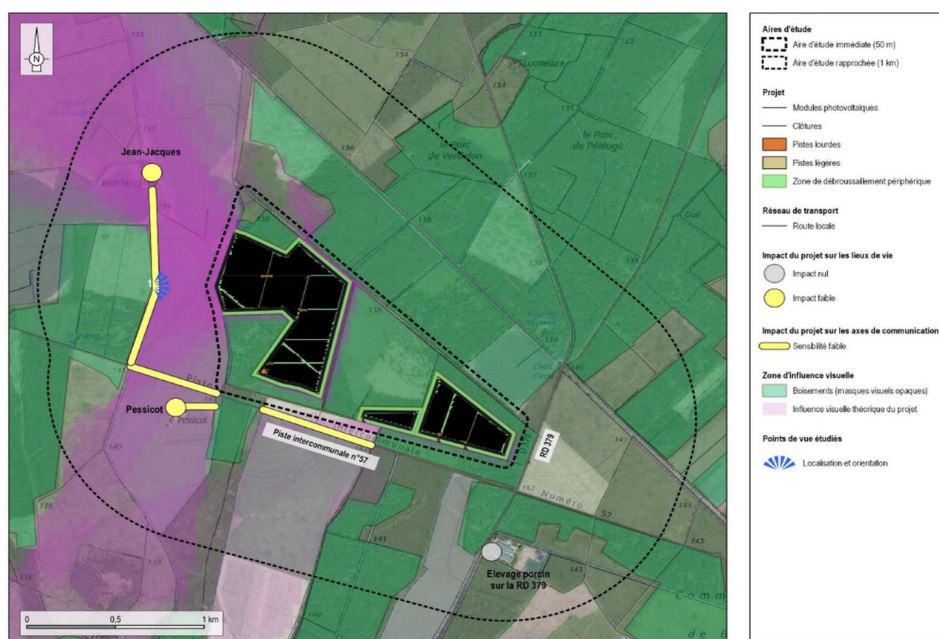 N
Jean-Jacques
Pessicot
Piste intercommunale n°57
RD 379
Elevage porcin
sur la RD 379
le Parc
de Pélélugé
le Parc
Numéro 57
0 0,5 1 km
Aires d'étude
Aire d'étude immédiate (50 m)
Aire d'étude rapprochée (1 km)
Projet
Modules photovoltaïques
Clôtures
Pistes lourdes
Pistes légères
Zone de débroussaillement périphérique
Réseau de transport
Route locale
Impact du projet sur les lieux de vie
Impact nul
Impact faible
Impact du projet sur les axes de communication
Sensibilité faible
Zone d'influence visuelle
Boisements (masques visuels opaques)
Influence visuelle théorique du projet
Points de vue étudiés
Localisation et orientation